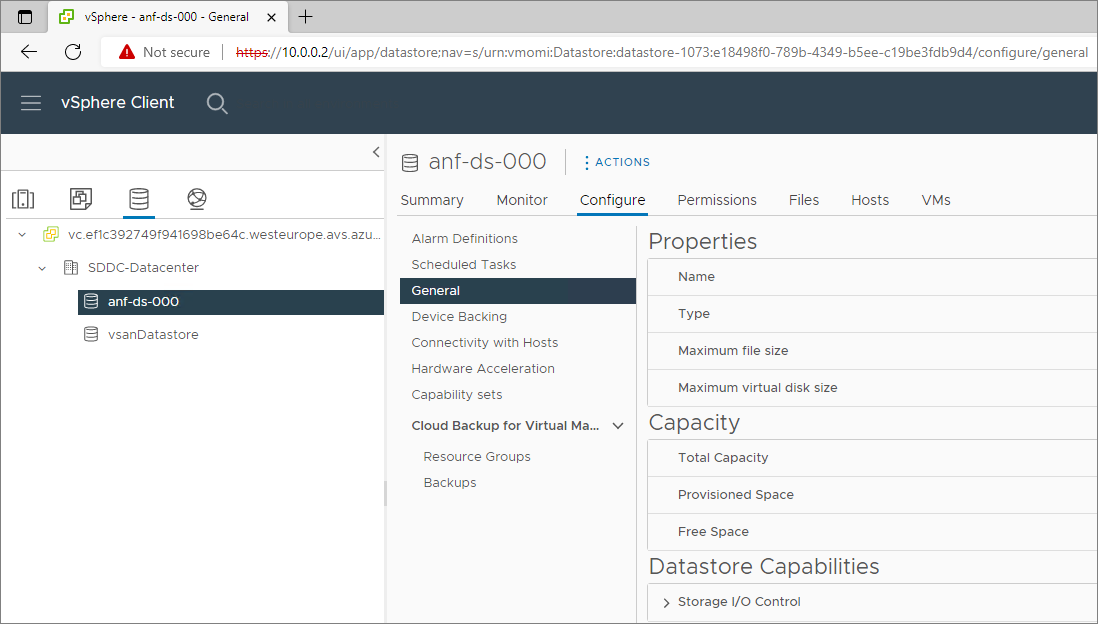 vSphere - anf-ds-000 - General
Not secure
https://10.0.0.2/ui/app/datastore;nav=s/urn:vmomi:Datastore:datastore-1073:e18498f0-789b-4349-b5ee-c19be3fdb9d4/configure/general
vSphere Client
anf-ds-000
ACTIONS
Summary Monitor Configure Permissions Files Hosts VMs
vc.ef1c392749f941698be64c.westeurope.avs.azu...
SDDC-Datacenter
anf-ds-000
vsanDatastore
Alarm Definitions
Scheduled Tasks
General
Device Backing
Connectivity with Hosts
Hardware Acceleration
Capability sets
Cloud Backup for Virtual Ma...
Resource Groups
Backups
Properties
Name
Type
Maximum file size
Maximum virtual disk size
Capacity
Total Capacity
Provisioned Space
Free Space
Datastore Capabilities
Storage I/O Control